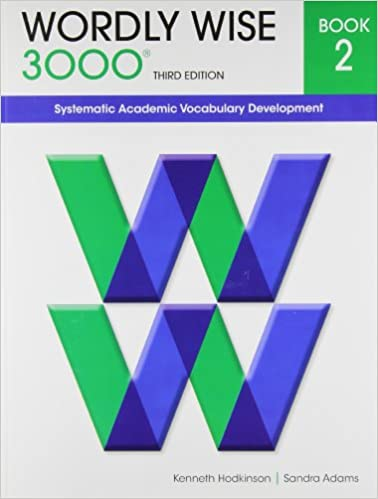 WORDLY WISE
3000® THIRD EDITION
BOOK
2
Systematic Academic Vocabulary Development
W
W
Kenneth Hodkinson | Sandra Adams